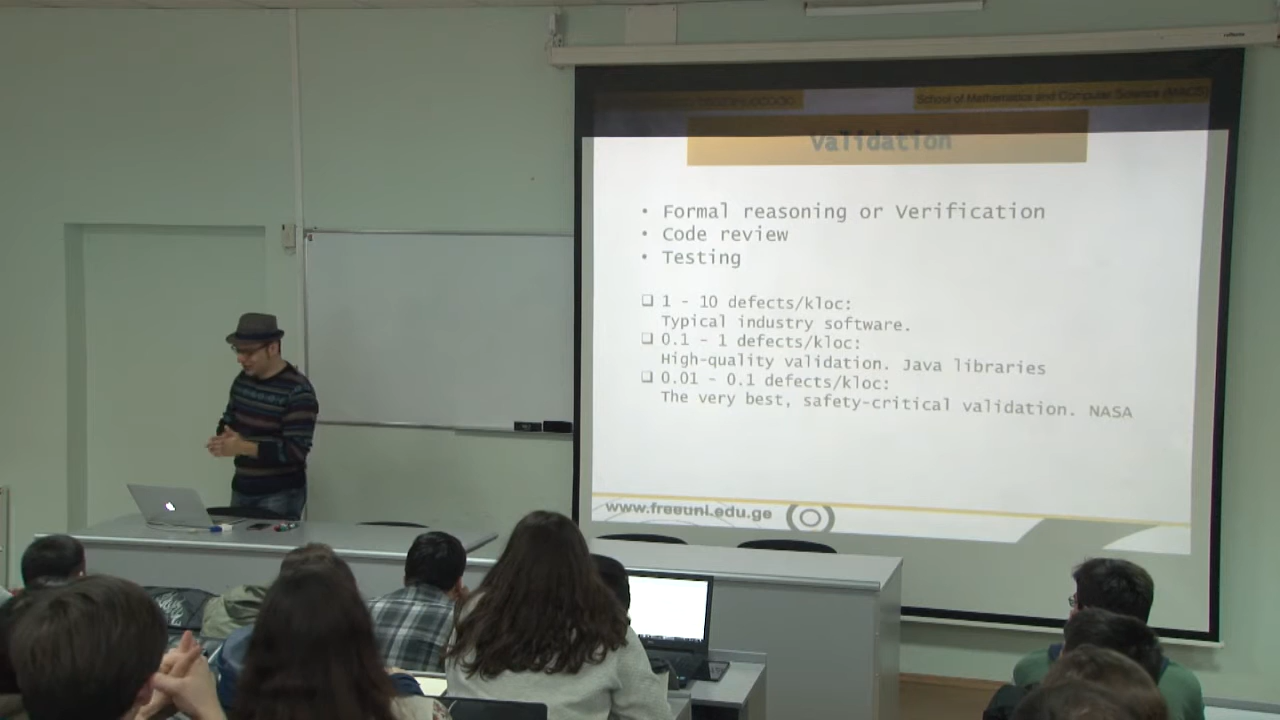 School of Mathematics and Computer Science (MACS)
Validation
• Formal reasoning or Verification
• Code review
• Testing
❑ 1 - 10 defects/kloc:
Typical industry software.
❑ 0.1 - 1 defects/kloc:
High-quality validation. Java libraries
❑ 0.01 - 0.1 defects/kloc:
The very best, safety-critical validation. NASA
www.freeuni.edu.ge